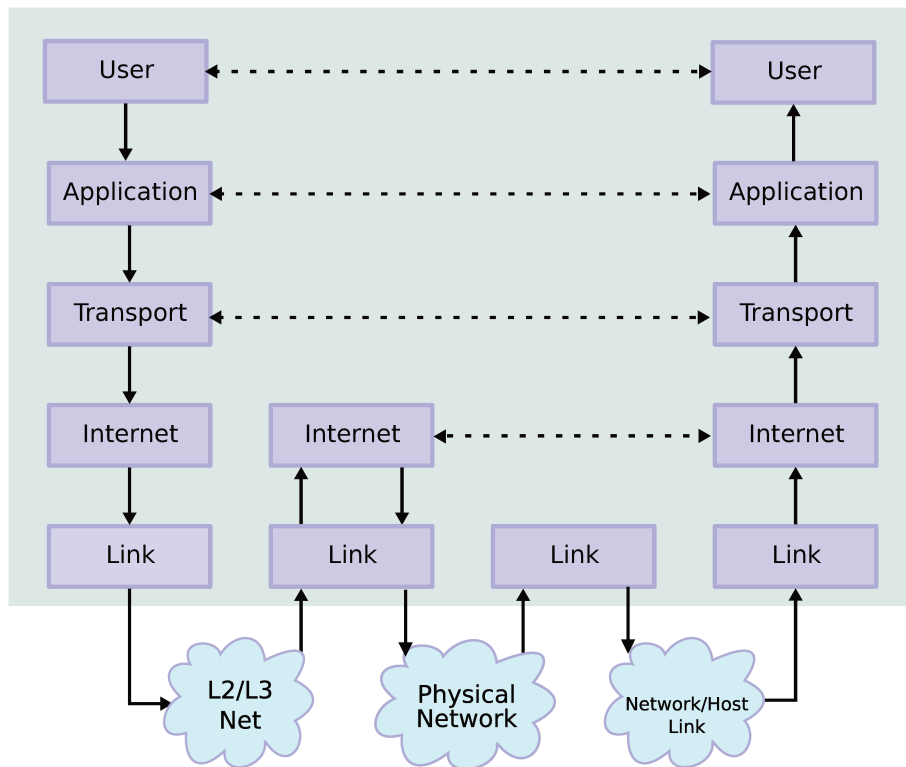 User
User
Application
Application
Transport
Transport
Internet
Internet
Internet
Link
Link
Link
Link
L2/L3
Net
Physical
Network
Network/Host
Link